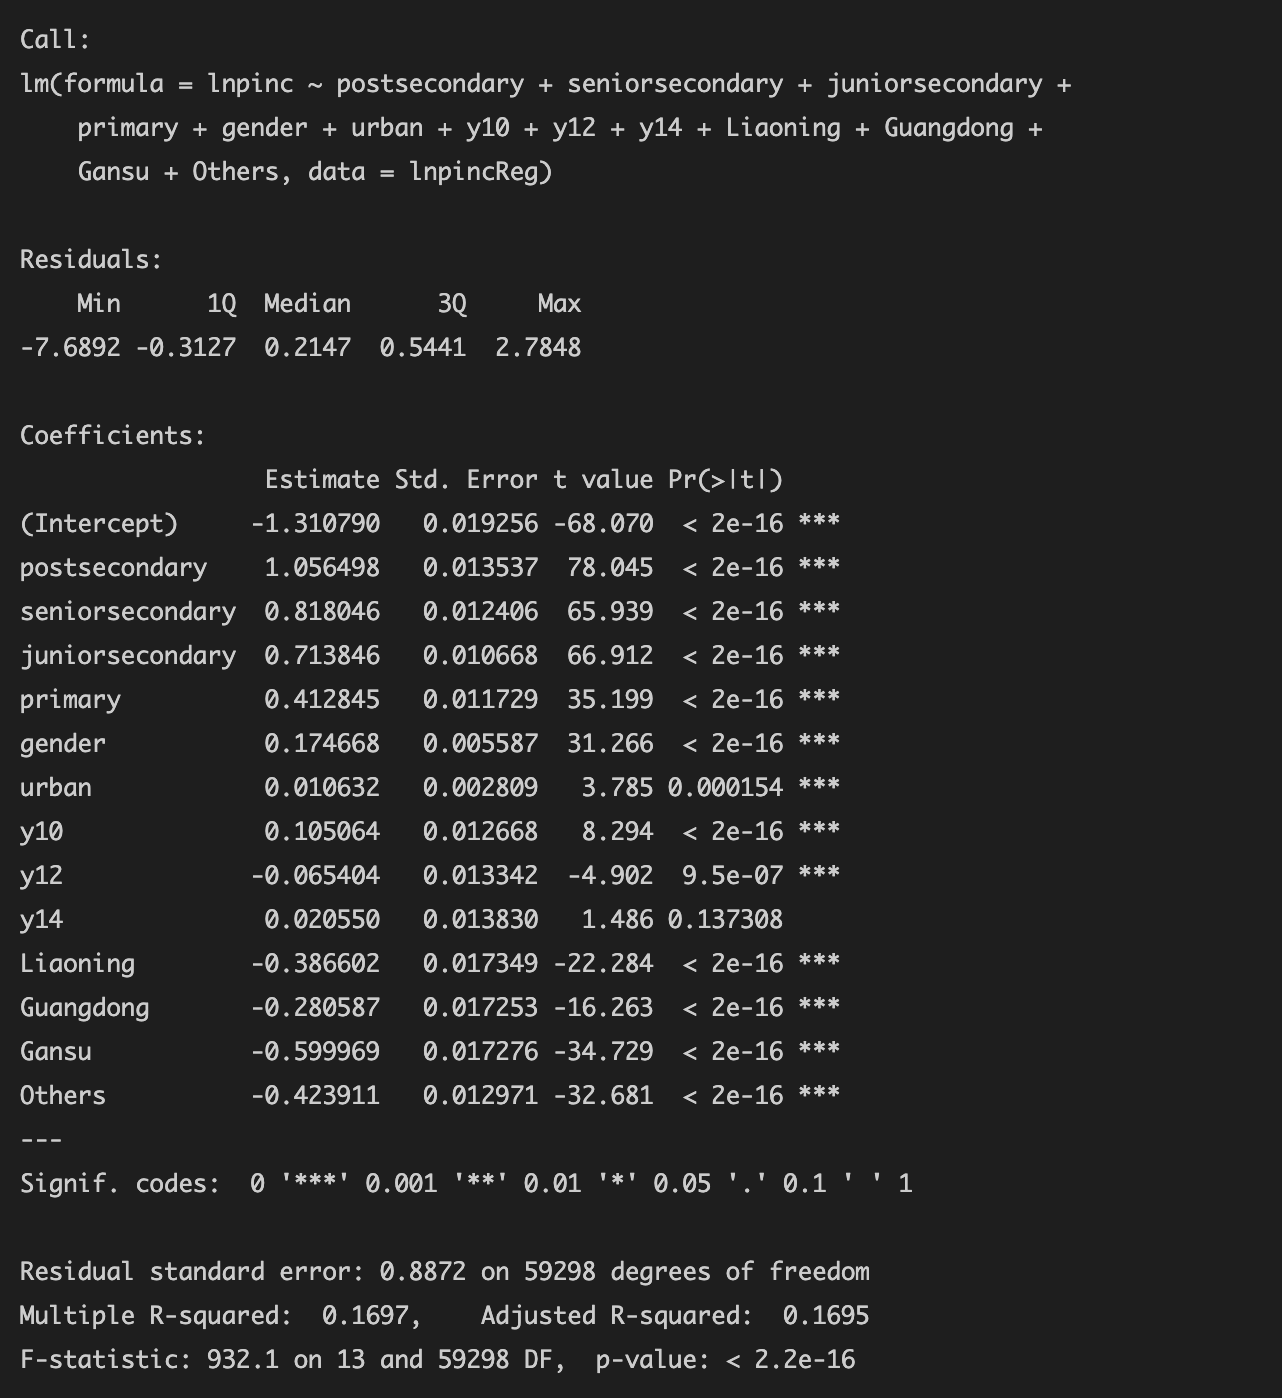 Call:
lm(formula = lnpinc ~ postsecondary + seniorsecondary + juniorsecondary +
    primary + gender + urban + y10 + y12 + y14 + Liaoning + Guangdong +
    Gansu + Others, data = lnpincReg)

Residuals:
    Min      1Q  Median      3Q     Max
-7.6892 -0.3127  0.2147  0.5441  2.7848

Coefficients:
                 Estimate Std. Error t value Pr(>|t|)
(Intercept)     -1.310790   0.019256 -68.070  < 2e-16 ***
postsecondary    1.056498   0.013537  78.045  < 2e-16 ***
seniorsecondary  0.818046   0.012406  65.939  < 2e-16 ***
juniorsecondary  0.713846   0.010668  66.912  < 2e-16 ***
primary          0.412845   0.011729  35.199  < 2e-16 ***
gender           0.174668   0.005587  31.266  < 2e-16 ***
urban            0.010632   0.002809   3.785 0.000154 ***
y10              0.105064   0.012668   8.294  < 2e-16 ***
y12             -0.065404   0.013342  -4.902  9.5e-07 ***
y14              0.020550   0.013830   1.486 0.137308
Liaoning        -0.386602   0.017349 -22.284  < 2e-16 ***
Guangdong       -0.280587   0.017253 -16.263  < 2e-16 ***
Gansu           -0.599969   0.017276 -34.729  < 2e-16 ***
Others          -0.423911   0.012971 -32.681  < 2e-16 ***
---
Signif. codes:  0 '***' 0.001 '**' 0.01 '*' 0.05 '.' 0.1 ' ' 1

Residual standard error: 0.8872 on 59298 degrees of freedom
Multiple R-squared:  0.1697,    Adjusted R-squared:  0.1695
F-statistic: 932.1 on 13 and 59298 DF,  p-value: < 2.2e-16